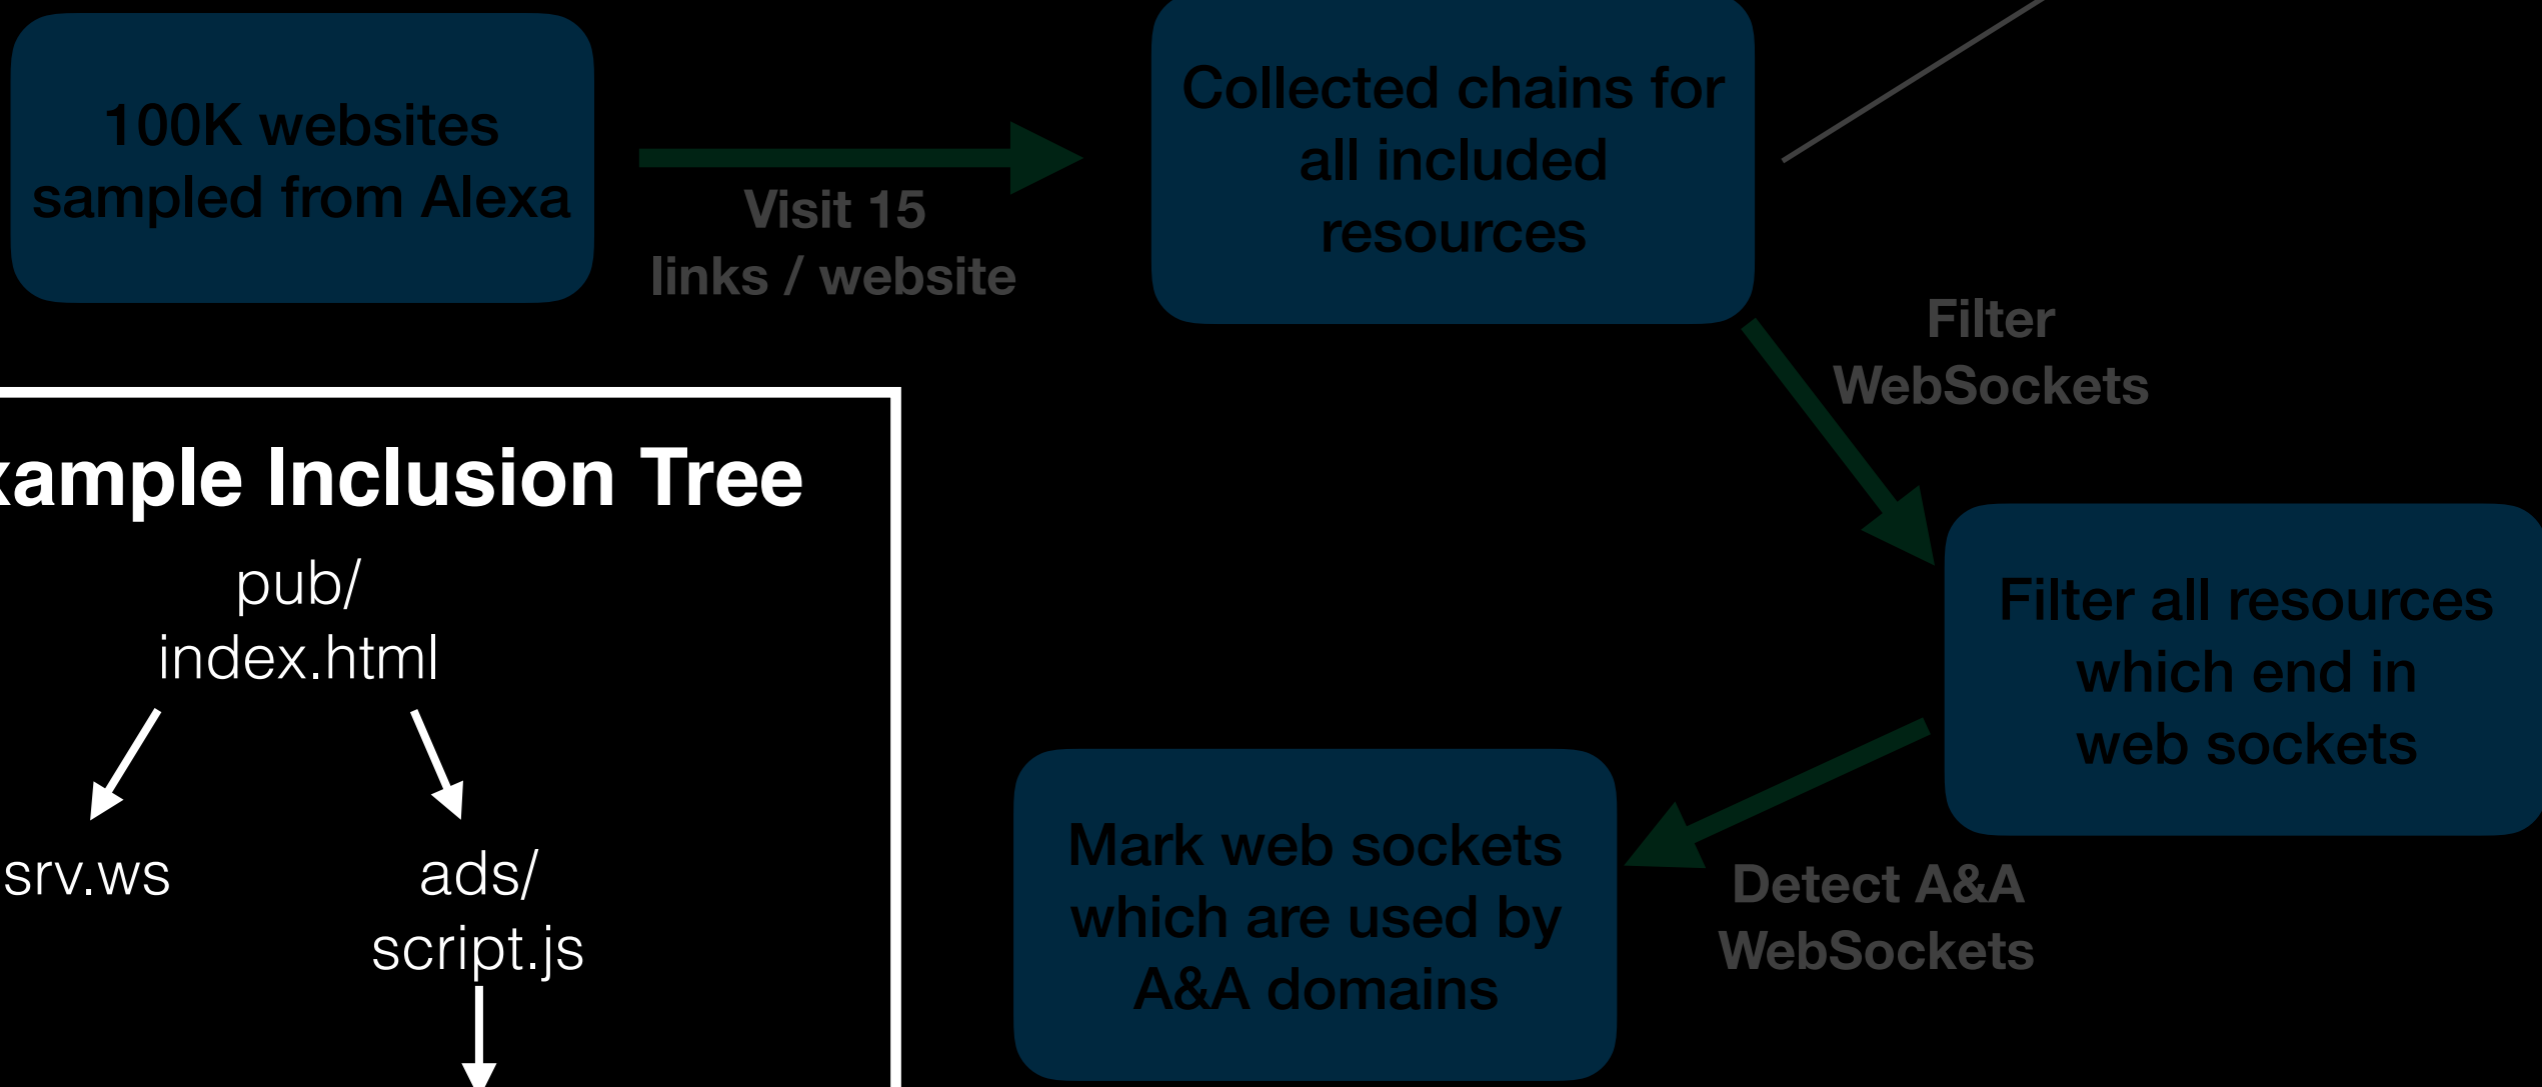 100K websites
sampled from Alexa
Visit 15
links / website
Collected chains for
all included
resources
Filter
WebSockets
Filter all resources
which end in
web sockets
Detect A&A
WebSockets
Mark web sockets
which are used by
A&A domains
xample Inclusion Tree
pub/
index.html
srv.ws
ads/
script.js